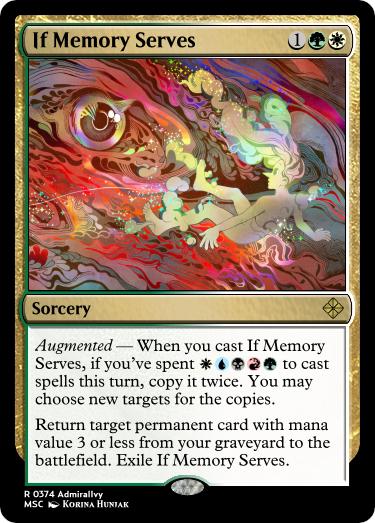 If Memory Serves 1
Sorcery
Augmented — When you cast If Memory
Serves, if you've spent to cast
spells this turn, copy it twice. You may
choose new targets for the copies.
Return target permanent card with mana
value 3 or less from your graveyard to the
battlefield. Exile If Memory Serves.
R 0374 AdmiralIvy
MSC Korina Hunjak